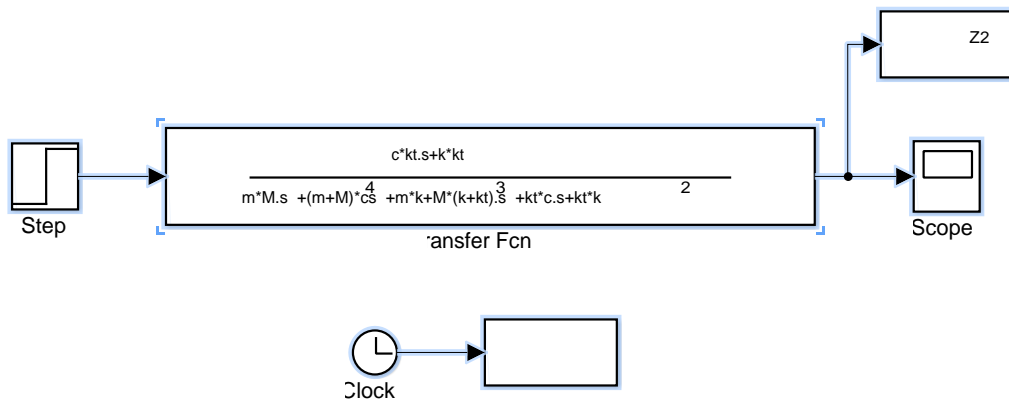 Z2
c*kt.s+k*kt
m*M.s 4 +(m+M)*cs 3 +m*k+M*(k+kt).s 2 +kt*c.s+kt*k
Step
ransfer Fcn
Scope
Clock